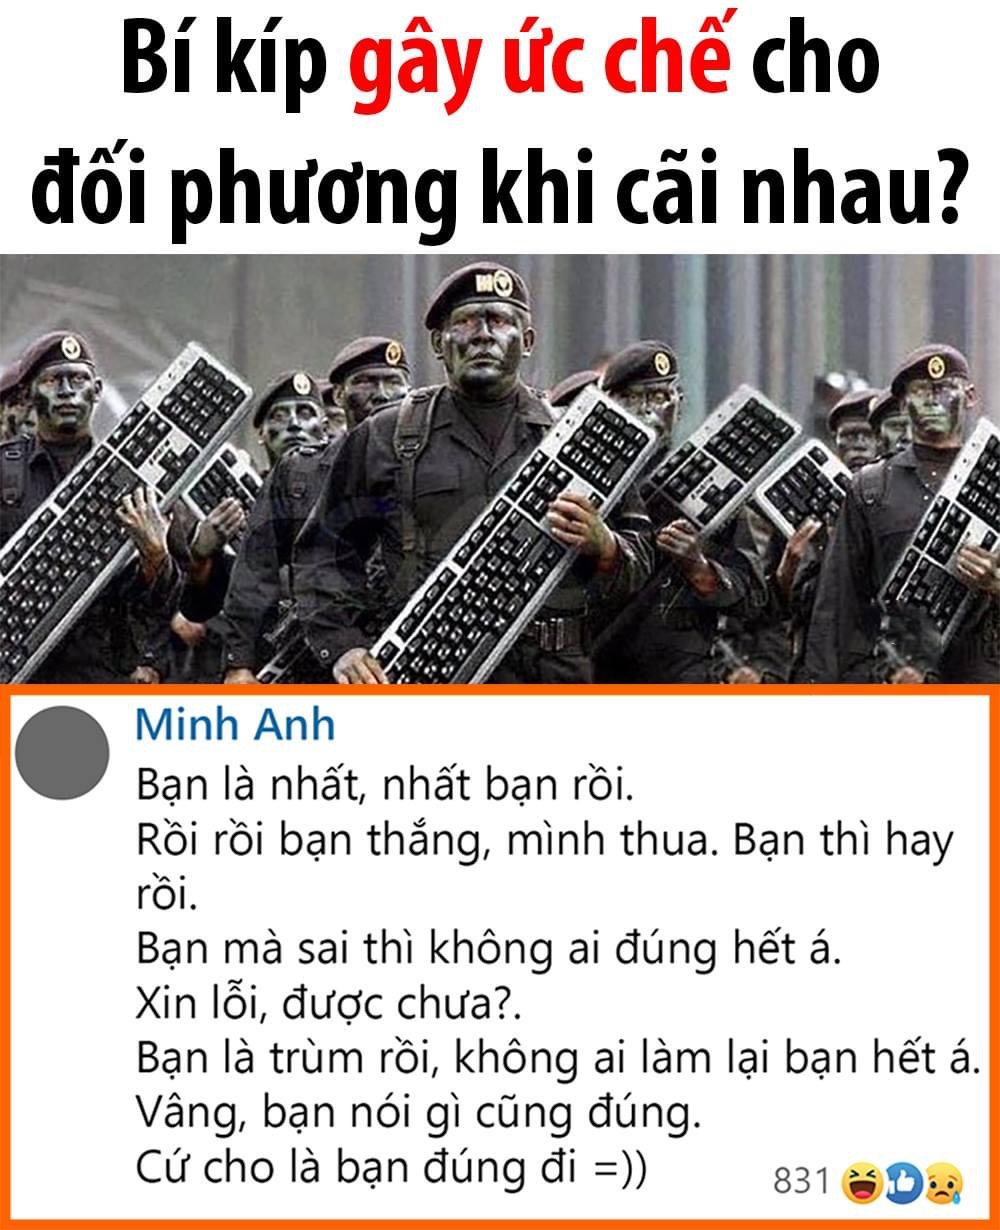 Bí kíp gây ức chế cho
đối phương khi cãi nhau?
Minh Anh
Bạn là nhất, nhất bạn rồi.
Rồi rồi bạn thắng, mình thua. Bạn thì hay
rồi.
Bạn mà sai thì không ai đúng hết á.
Xin lỗi, được chưa?.
Bạn là trùm rồi, không ai làm lại bạn hết á.
Vâng, bạn nói gì cũng đúng.
Cứ cho là bạn đúng đi =))
831